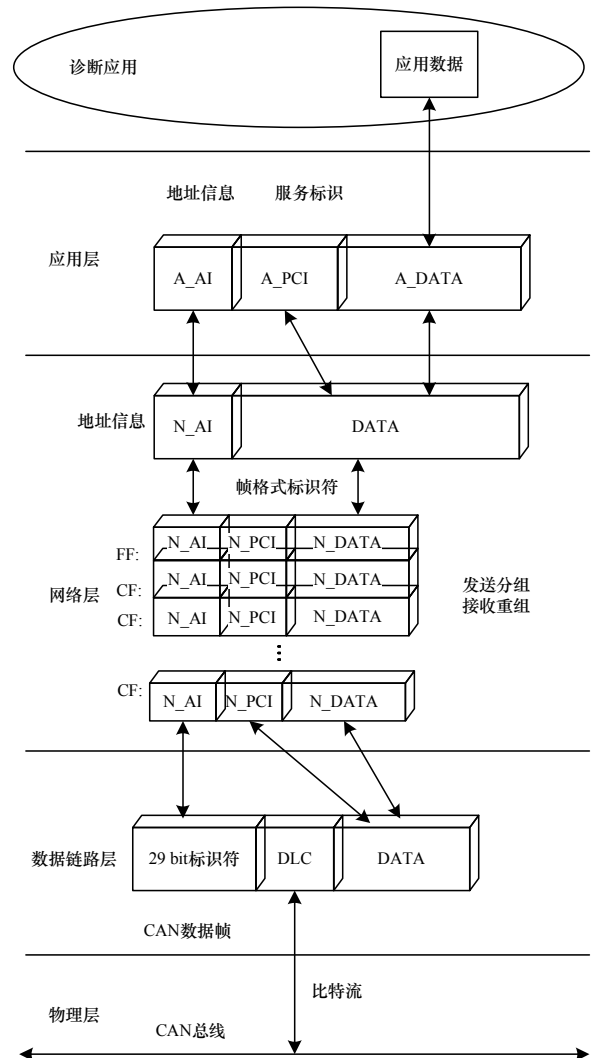 诊断应用
应用数据
地址信息 服务标识
应用层
A_AI A_PCI A_DATA
地址信息
N_AI DATA
帧格式标识符
FF: N_AI N_PCI N_DATA
网络层
CF: N_AI N_PCI N_DATA
CF: N_AI N_PCI N_DATA
发送分组
接收重组
CF: N_AI N_PCI N_DATA
数据链路层
29 bit标识符 DLC DATA
CAN数据帧
比特流
物理层
CAN总线